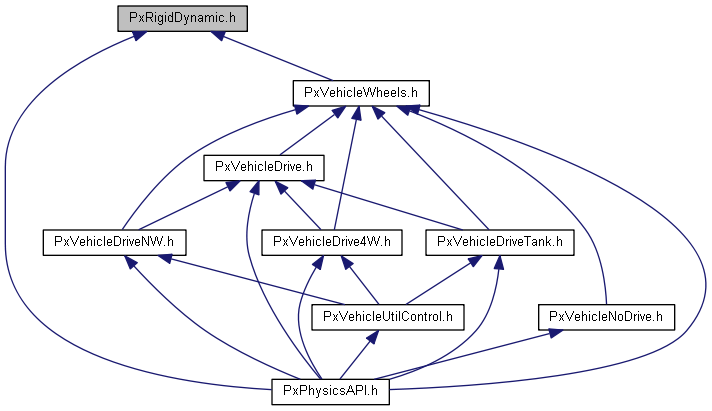 PxRigidDynamic.h
PxVehicleWheels.h
PxVehicleDrive.h
PxVehicleDriveNW.h
PxVehicleDrive4W.h
PxVehicleDriveTank.h
PxVehicleUtilControl.h
PxVehicleNoDrive.h
PxPhysicsAPI.h